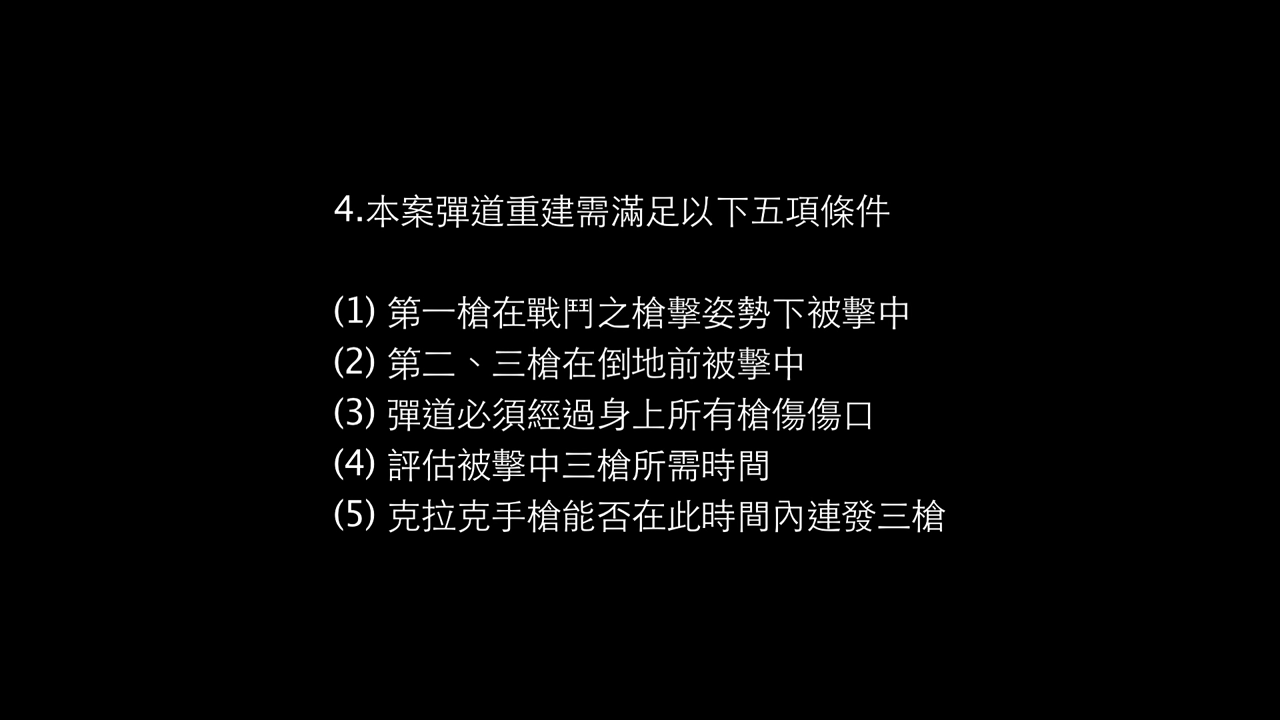 4.本案彈道重建需滿足以下五項條件
(1) 第一槍在戰鬥之槍擊姿勢下被擊中
(2) 第二、三槍在倒地前被擊中
(3) 彈道必須經過身上所有槍傷傷口
(4) 評估被擊中三槍所需時間
(5) 克拉克手槍能否在此時間內連發三槍